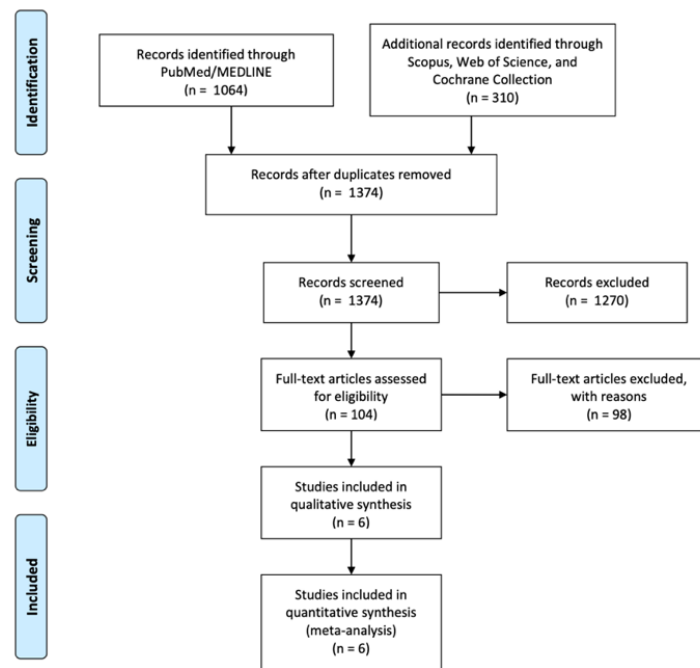 Identification
Records identified through
PubMed/MEDLINE
(n = 1064)
Additional records identified through
Scopus, Web of Science, and
Cochrane Collection
(n = 310)
Records after duplicates removed
(n = 1374)
Screening
Records screened
(n = 1374)
Records excluded
(n = 1270)
Eligibility
Full-text articles assessed
for eligibility
(n = 104)
Full-text articles excluded,
with reasons
(n = 98)
Studies included in
qualitative synthesis
(n = 6)
Included
Studies included in
quantitative synthesis
(meta-analysis)
(n = 6)